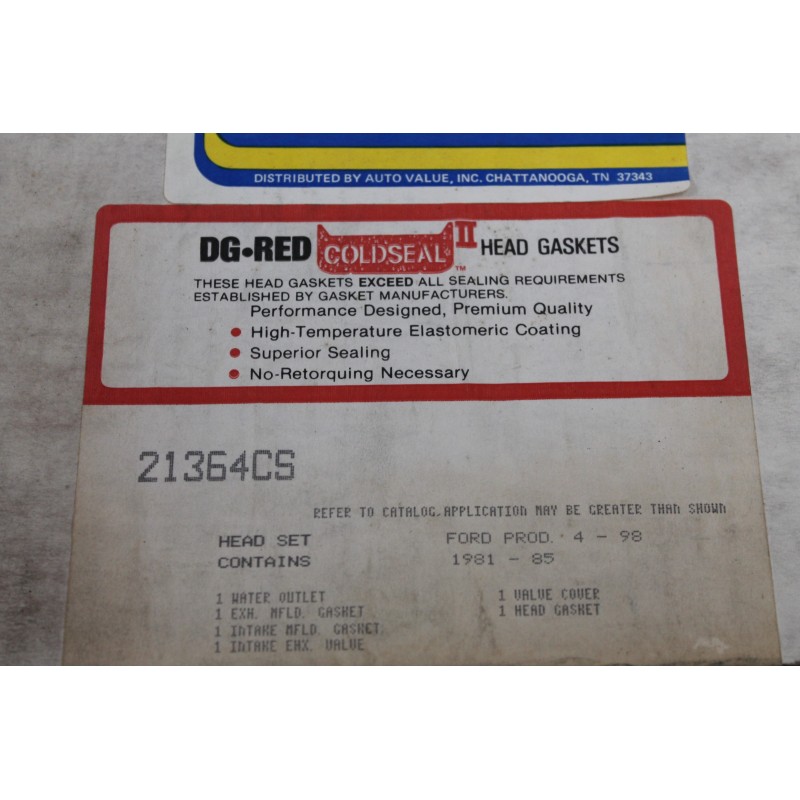 DISTRIBUTED BY AUTO VALUE, INC. CHATTANOOGA, TN 37343
DG•RED COLDSEAL II ™ HEAD GASKETS
THESE HEAD GASKETS EXCEED ALL SEALING REQUIREMENTS
ESTABLISHED BY GASKET MANUFACTURERS.
Performance Designed, Premium Quality
• High-Temperature Elastomeric Coating
• Superior Sealing
• No-Retorquing Necessary
21364CS
REFER TO CATALOG.APPLICATION MAY BE GREATER THAN SHOWN
HEAD SET FORD PROD. 4 - 98
CONTAINS 1981 - 85
1 WATER OUTLET 1 VALVE COVER
1 EXH. MFLD. GASKET 1 HEAD GASKET
1 INTAKE MFLD. GASKET
1 INTAKE EHX. VALVE